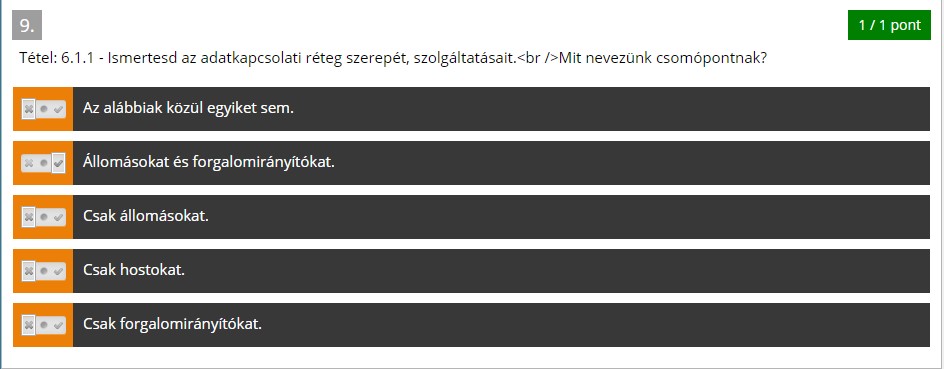 9.
1 / 1 pont
Tétel: 6.1.1 - Ismertesd az adatkapcsolati réteg szerepét, szolgáltatásait.<br />Mit nevezünk csomópontnak?
Az alábbiak közül egyiket sem.
Állomásokat és forgalomirányítókat.
Csak állomásokat.
Csak hostokat.
Csak forgalomirányítókat.